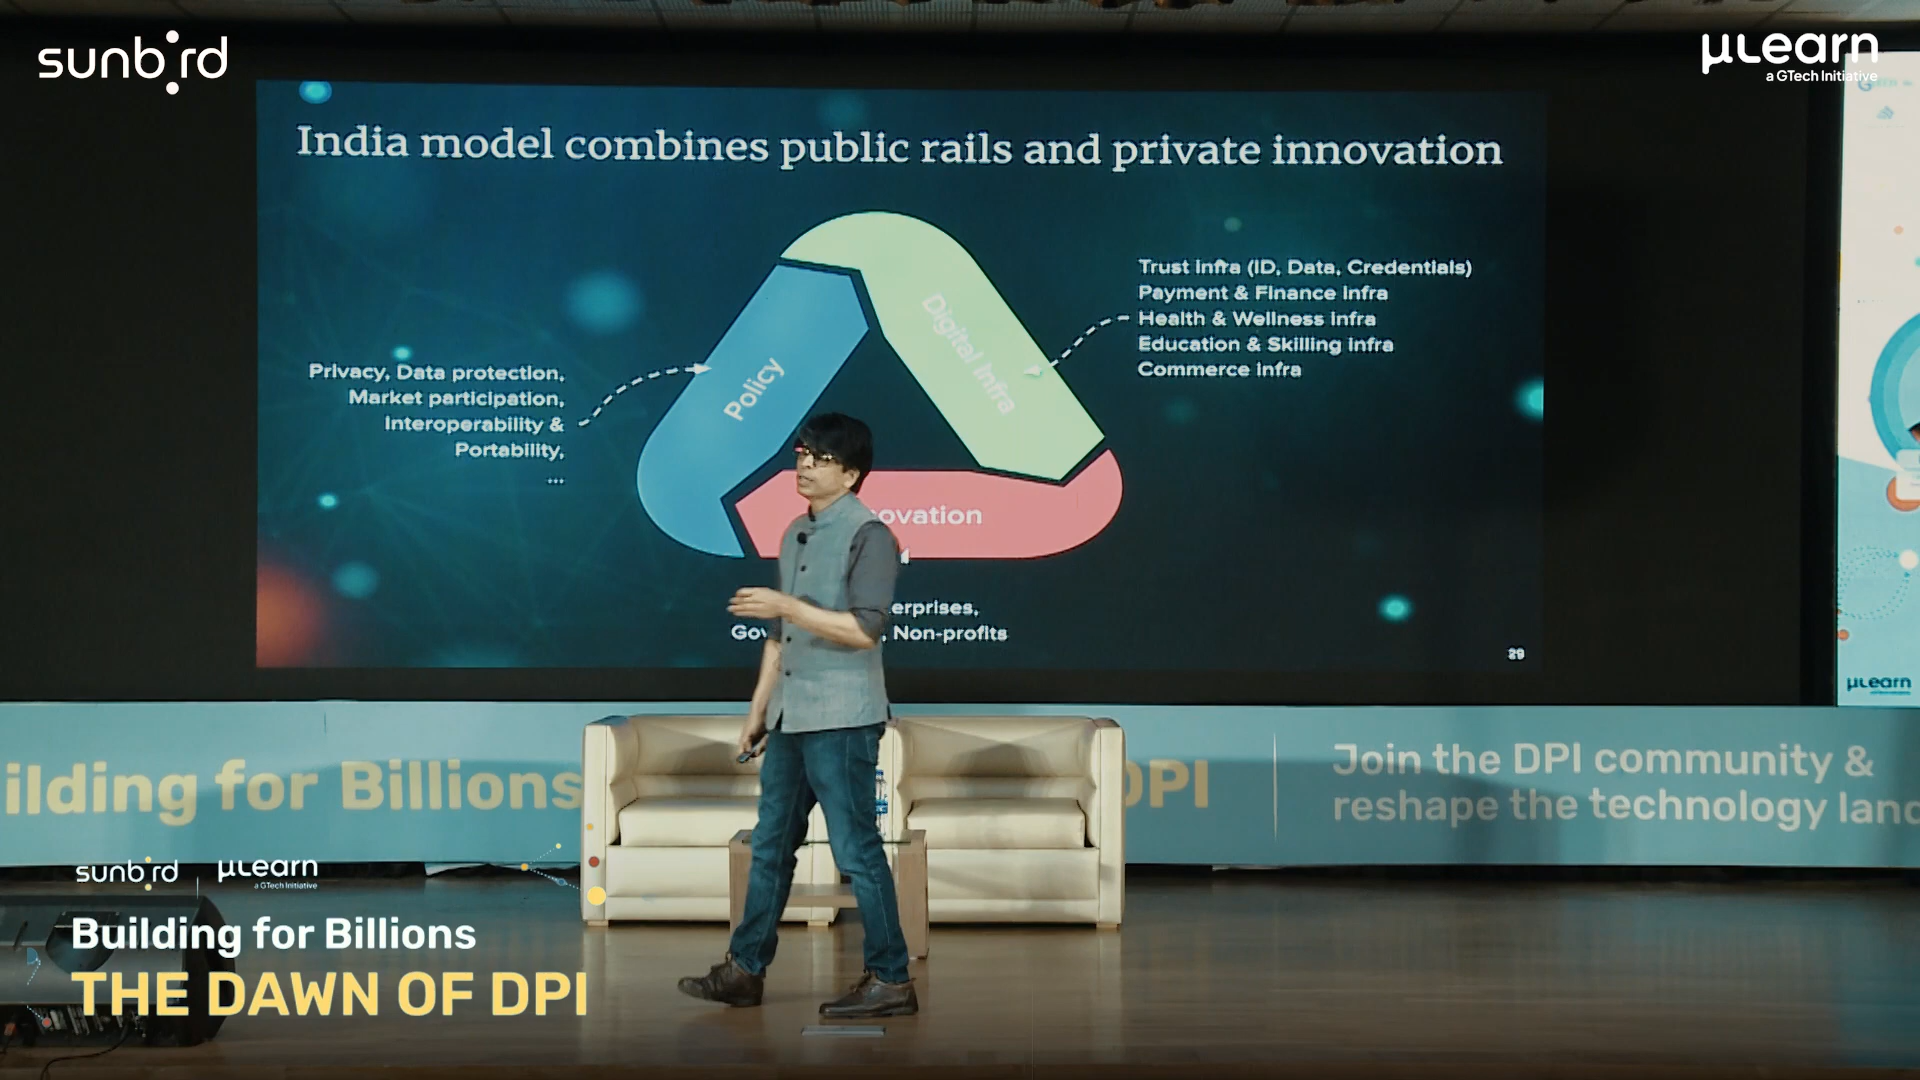 sunbird
µLearn
a GTech Initiative
India model combines public rails and private innovation
Trust infra (ID, Data, Credentials)
Payment & Finance infra
Health & Wellness infra
Education & Skilling infra
Commerce infra
Digital Infra
Policy
Privacy, Data protection,
Market participation,
Interoperability &
Portability,
...
ovation
erprises,
Gov , Non-profits
29
µLearn
ilding for Billions
DPI
Join the DPI community &
reshape the technology lan
sunbird
µLearn
a GTech Initiative
Building for Billions
THE DAWN OF DPI